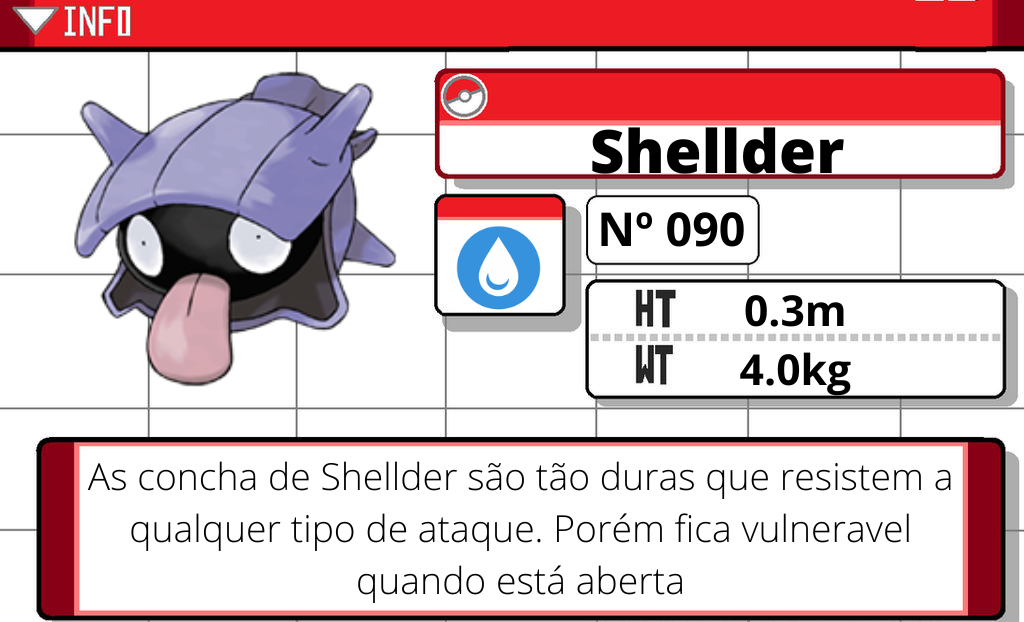 INFO
Shellder
Nº 090
HT 0.3m
WT 4.0kg
As concha de Shellder são tão duras que resistem a
qualquer tipo de ataque. Porém fica vulneravel
quando está aberta